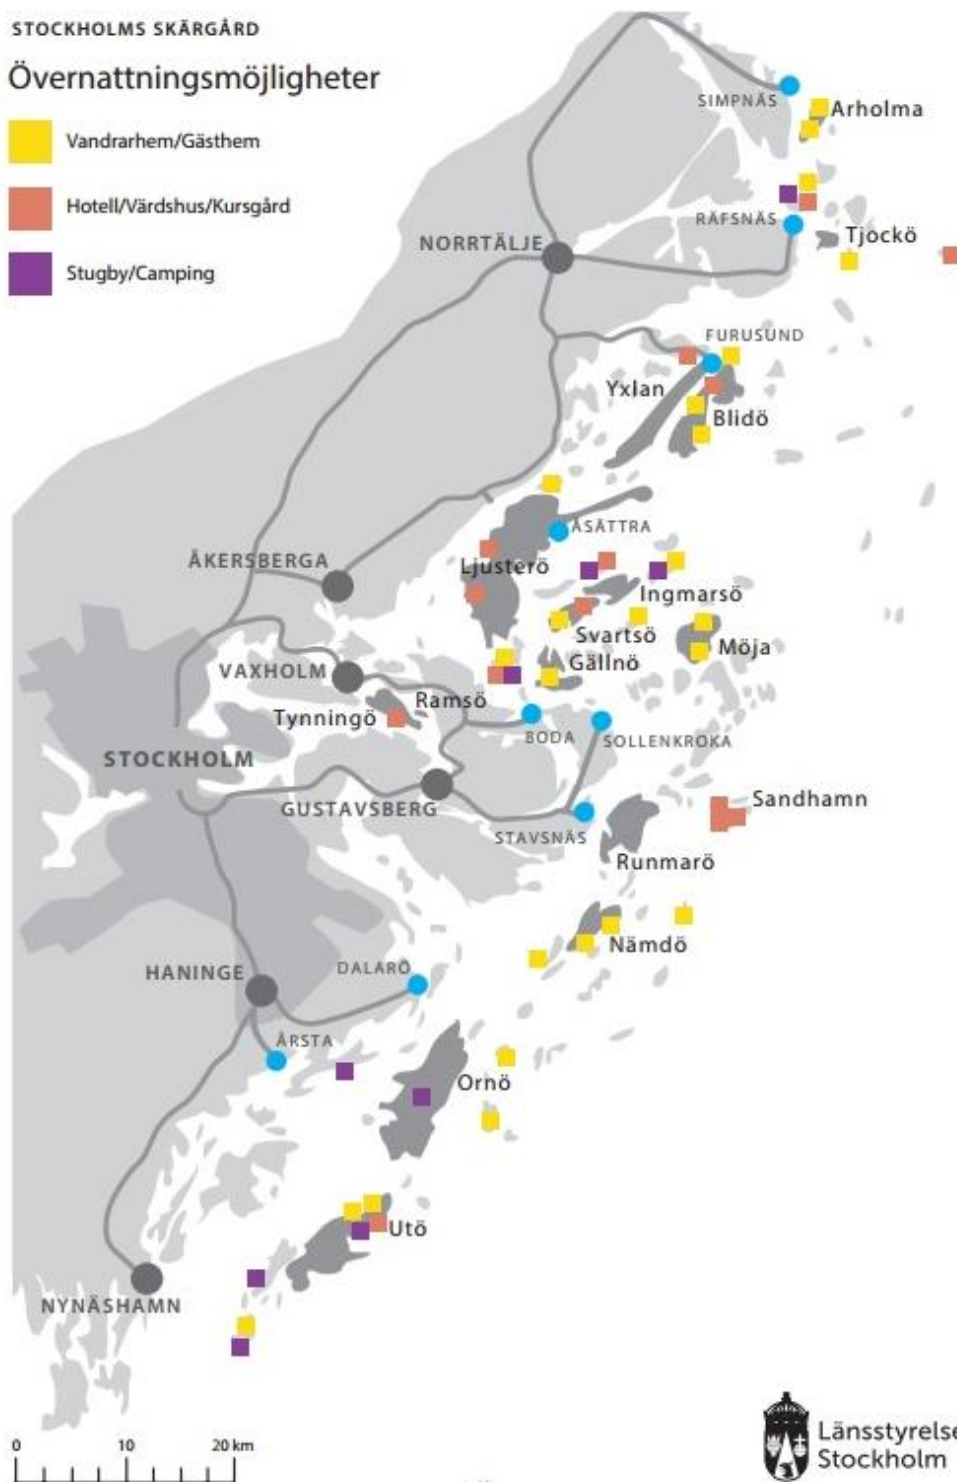 STOCKHOLMS SKÄRGÅRD
Övernattningsmöjligheter
Vandrarhem/Gästhem
Hotell/Värdshus/Kursgård
Stugby/Camping
SIMPNÄS
Arholma
RÄFSNÄS
Tjockö
NORRTÄLJE
FURUSUND
Yxlan
Blidö
ÅSÄTTRA
ÅKERSBERGA
Ljusterö
Ingmarsö
Svartsö
Möja
Gällnö
VAXHOLM
Ramsö
Tynningö
BODA
SOLLENKROKA
STOCKHOLM
GUSTAVSBERG
Sandhamn
STAVSNÄS
Runmarö
Nämdö
HANINGE
DALARÖ
ÅRSTA
Ornö
Utö
NYNÄSHAMN
0 10 20 km
Länsstyrelse
Stockholm